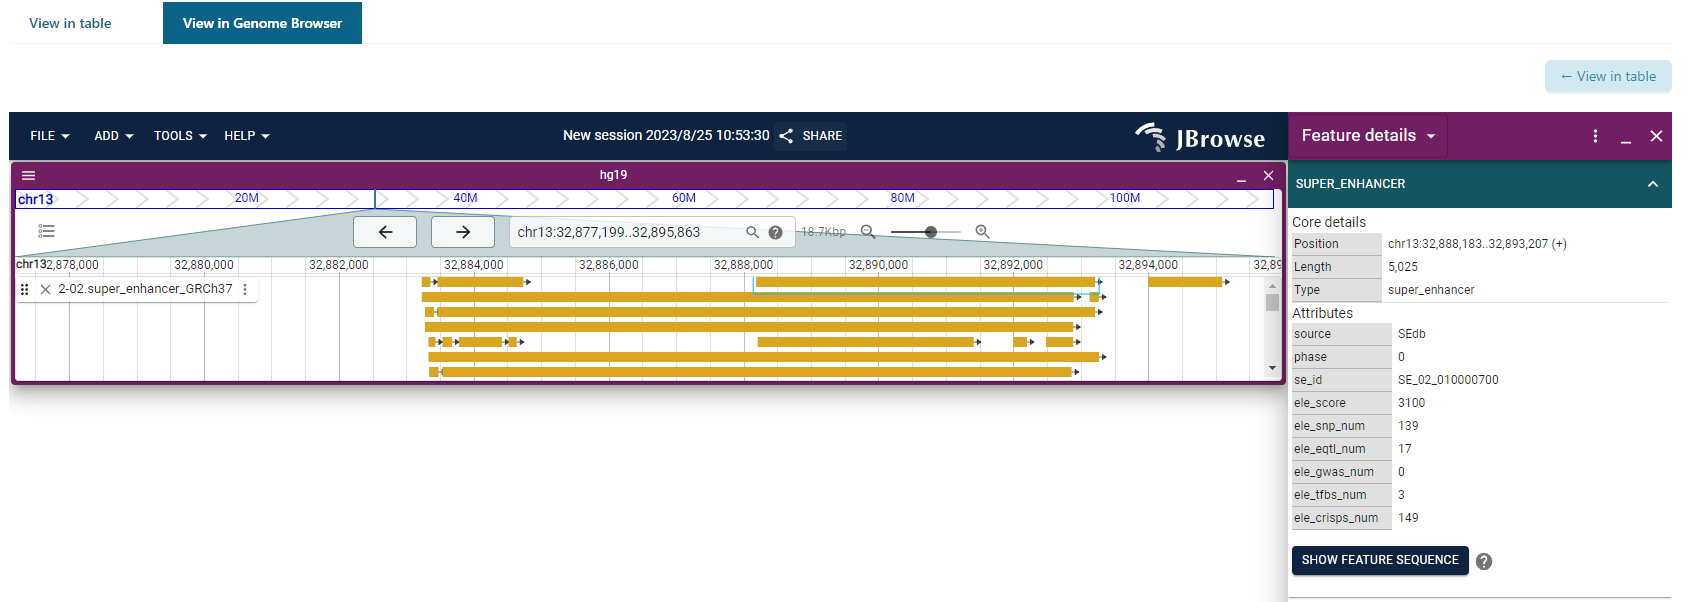 View in table
View in Genome Browser
← View in table
FILE ADD TOOLS HELP
New session 2023/8/25 10:53:30 SHARE
JBrowse
hg19
chr13 20M 40M 60M 80M 100M
chr13:32,877,199..32,895,863 18.7Kbp
chr13 32,878,000 32,880,000 32,882,000 32,884,000 32,886,000 32,888,000 32,890,000 32,892,000 32,894,000 32,89
2-02.super_enhancer_GRCh37
Feature details
SUPER_ENHANCER
Core details
Position chr13:32,888,183..32,893,207 (+)
Length 5,025
Type super_enhancer
Attributes
source SEdb
phase 0
se_id SE_02_010000700
ele_score 3100
ele_snp_num 139
ele_eqtl_num 17
ele_gwas_num 0
ele_tfbs_num 3
ele_crisps_num 149
SHOW FEATURE SEQUENCE ?